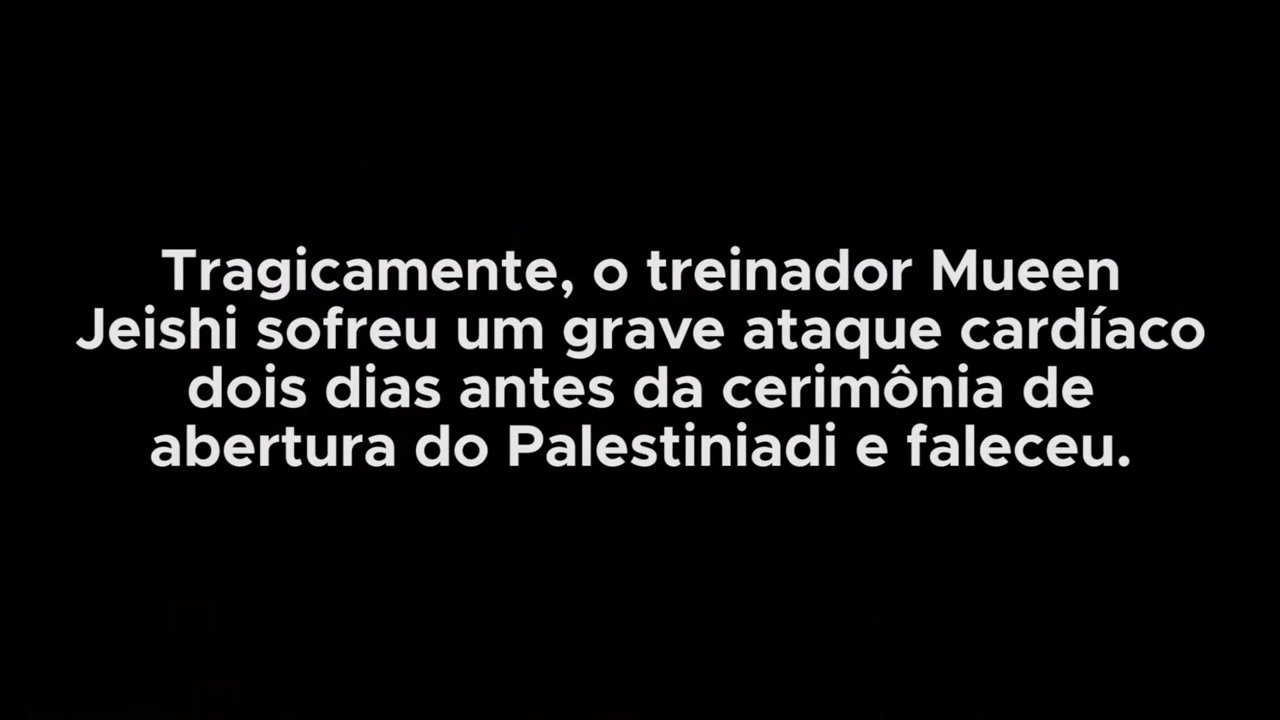 Tragicamente, o treinador Mueen
Jeishi sofreu um grave ataque cardíaco
dois dias antes da cerimônia de
abertura do Palestiniadi e faleceu.